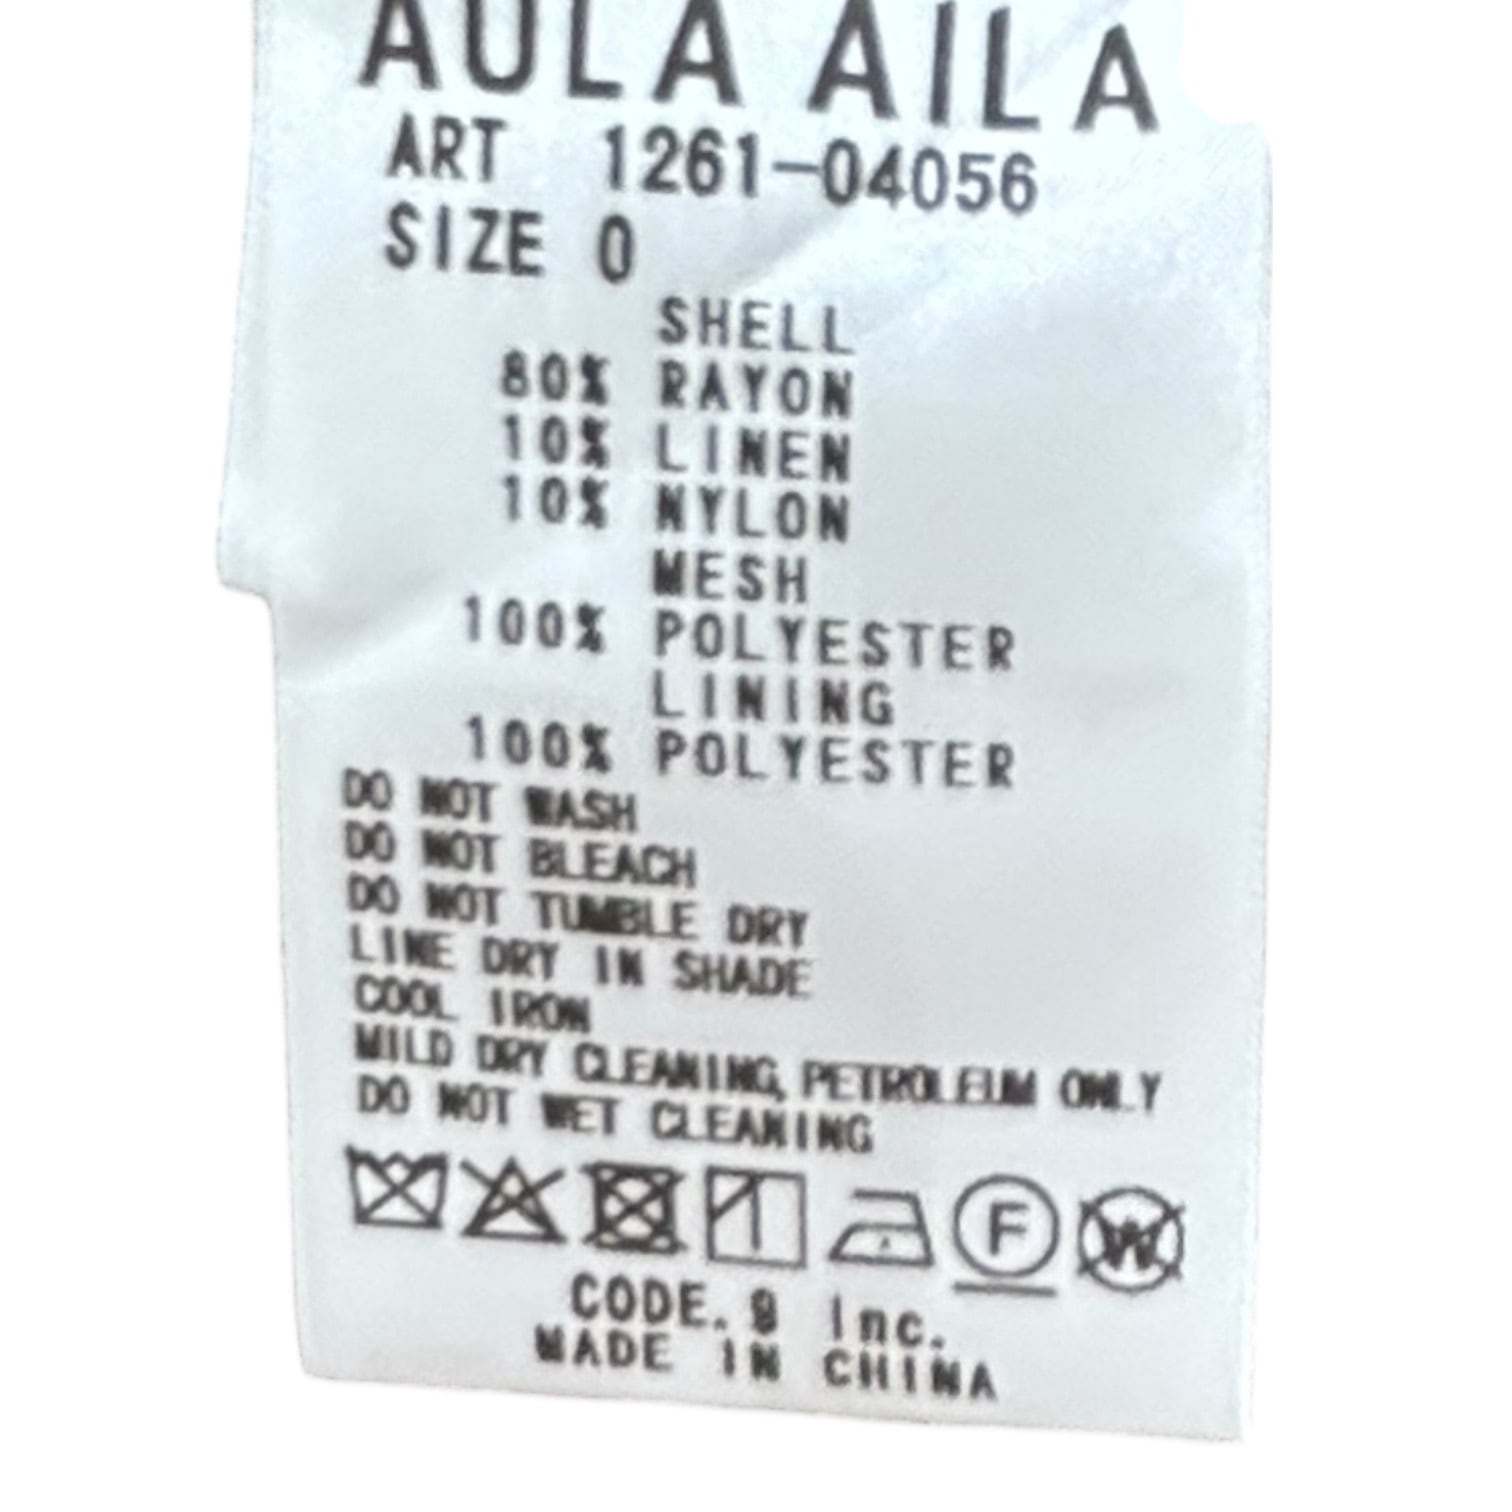 AULA AILA
ART 1261-04056
SIZE 0
SHELL
80% RAYON
10% LINEN
10% NYLON
MESH
100% POLYESTER
LINING
100% POLYESTER
DO NOT WASH
DO NOT BLEACH
DO NOT TUMBLE DRY
LINE DRY IN SHADE
COOL IRON
MILD DRY CLEANING, PETROLEUM ONLY
DO NOT WET CLEANING
F W
CODE. 9 Inc.
MADE IN CHINA